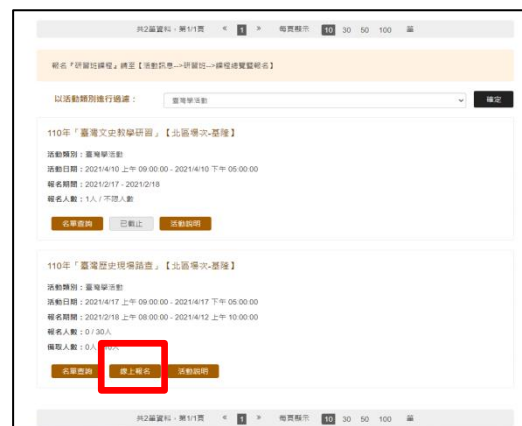 共2筆資料，第1/1頁 « 1 » 每頁顯示 10 30 50 100 筆
報名『研習班課程』請至【活動訊息-->研習班-->課程總覽暨報名】
以活動類別進行過濾： 臺灣學活動 確定
110年「臺灣文史教學研習」【北區場次-基隆】
活動類別：臺灣學活動
活動日期：2021/4/10 上午 09:00:00 - 2021/4/10 下午 05:00:00
報名期間：2021/2/17 - 2021/2/18
報名人數：1人 / 不限人數
名單查詢 已截止 活動說明
110年「臺灣歷史現場踏查」【北區場次-基隆】
活動類別：臺灣學活動
活動日期：2021/4/17 上午 09:00:00 - 2021/4/17 下午 05:00:00
報名期間：2021/2/18 上午 08:00:00 - 2021/4/12 上午 10:00:00
報名人數：0 / 30人
備取人數：0人
名單查詢 線上報名 活動說明
共2筆資料，第1/1頁 « 1 » 每頁顯示 10 30 50 100 筆